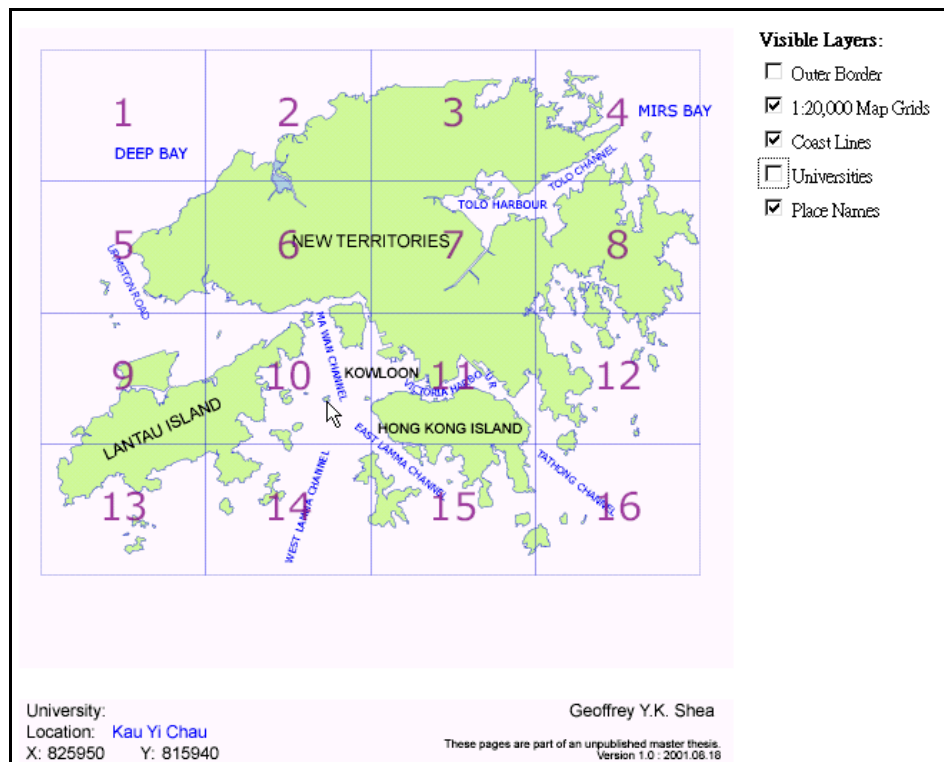 Visible Layers:
Outer Border
1:20,000 Map Grids
Coast Lines
Universities
Place Names
1
2
3
4
MIRS BAY
DEEP BAY
TOLO CHANNEL
TOLO HARBOUR
5
6
7
8
NEW TERRITORIES
URMSTON ROAD
MA WAN CHANNEL
9
10
KOWLOON
11
12
VICTORIA HARBOUR
LANTAU ISLAND
HONG KONG ISLAND
EAST LAMMA CHANNEL
WEST LAMMA CHANNEL
TATHONG CHANNEL
13
14
15
16
University:
Geoffrey Y.K. Shea
Location: Kau Yi Chau
X: 825950 Y: 815940
These pages are part of an unpublished master thesis.
Version 1.0 : 2001.06.18